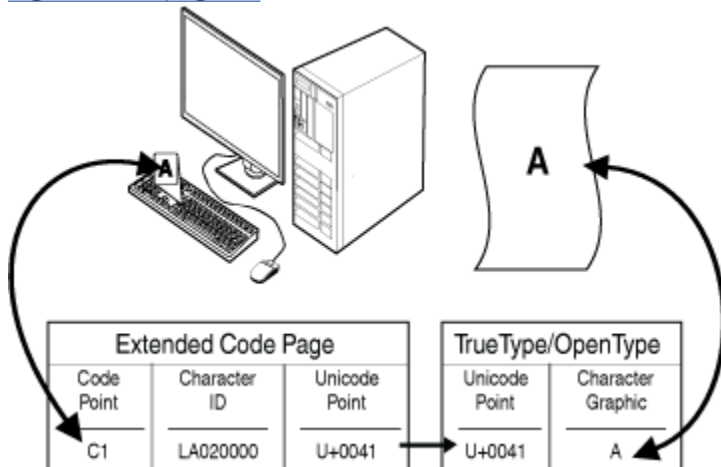 A
A
Extended Code Page
Code Point
Character ID
Unicode Point
C1
LA020000
U+0041
TrueType/OpenType
Unicode Point
Character Graphic
U+0041
A